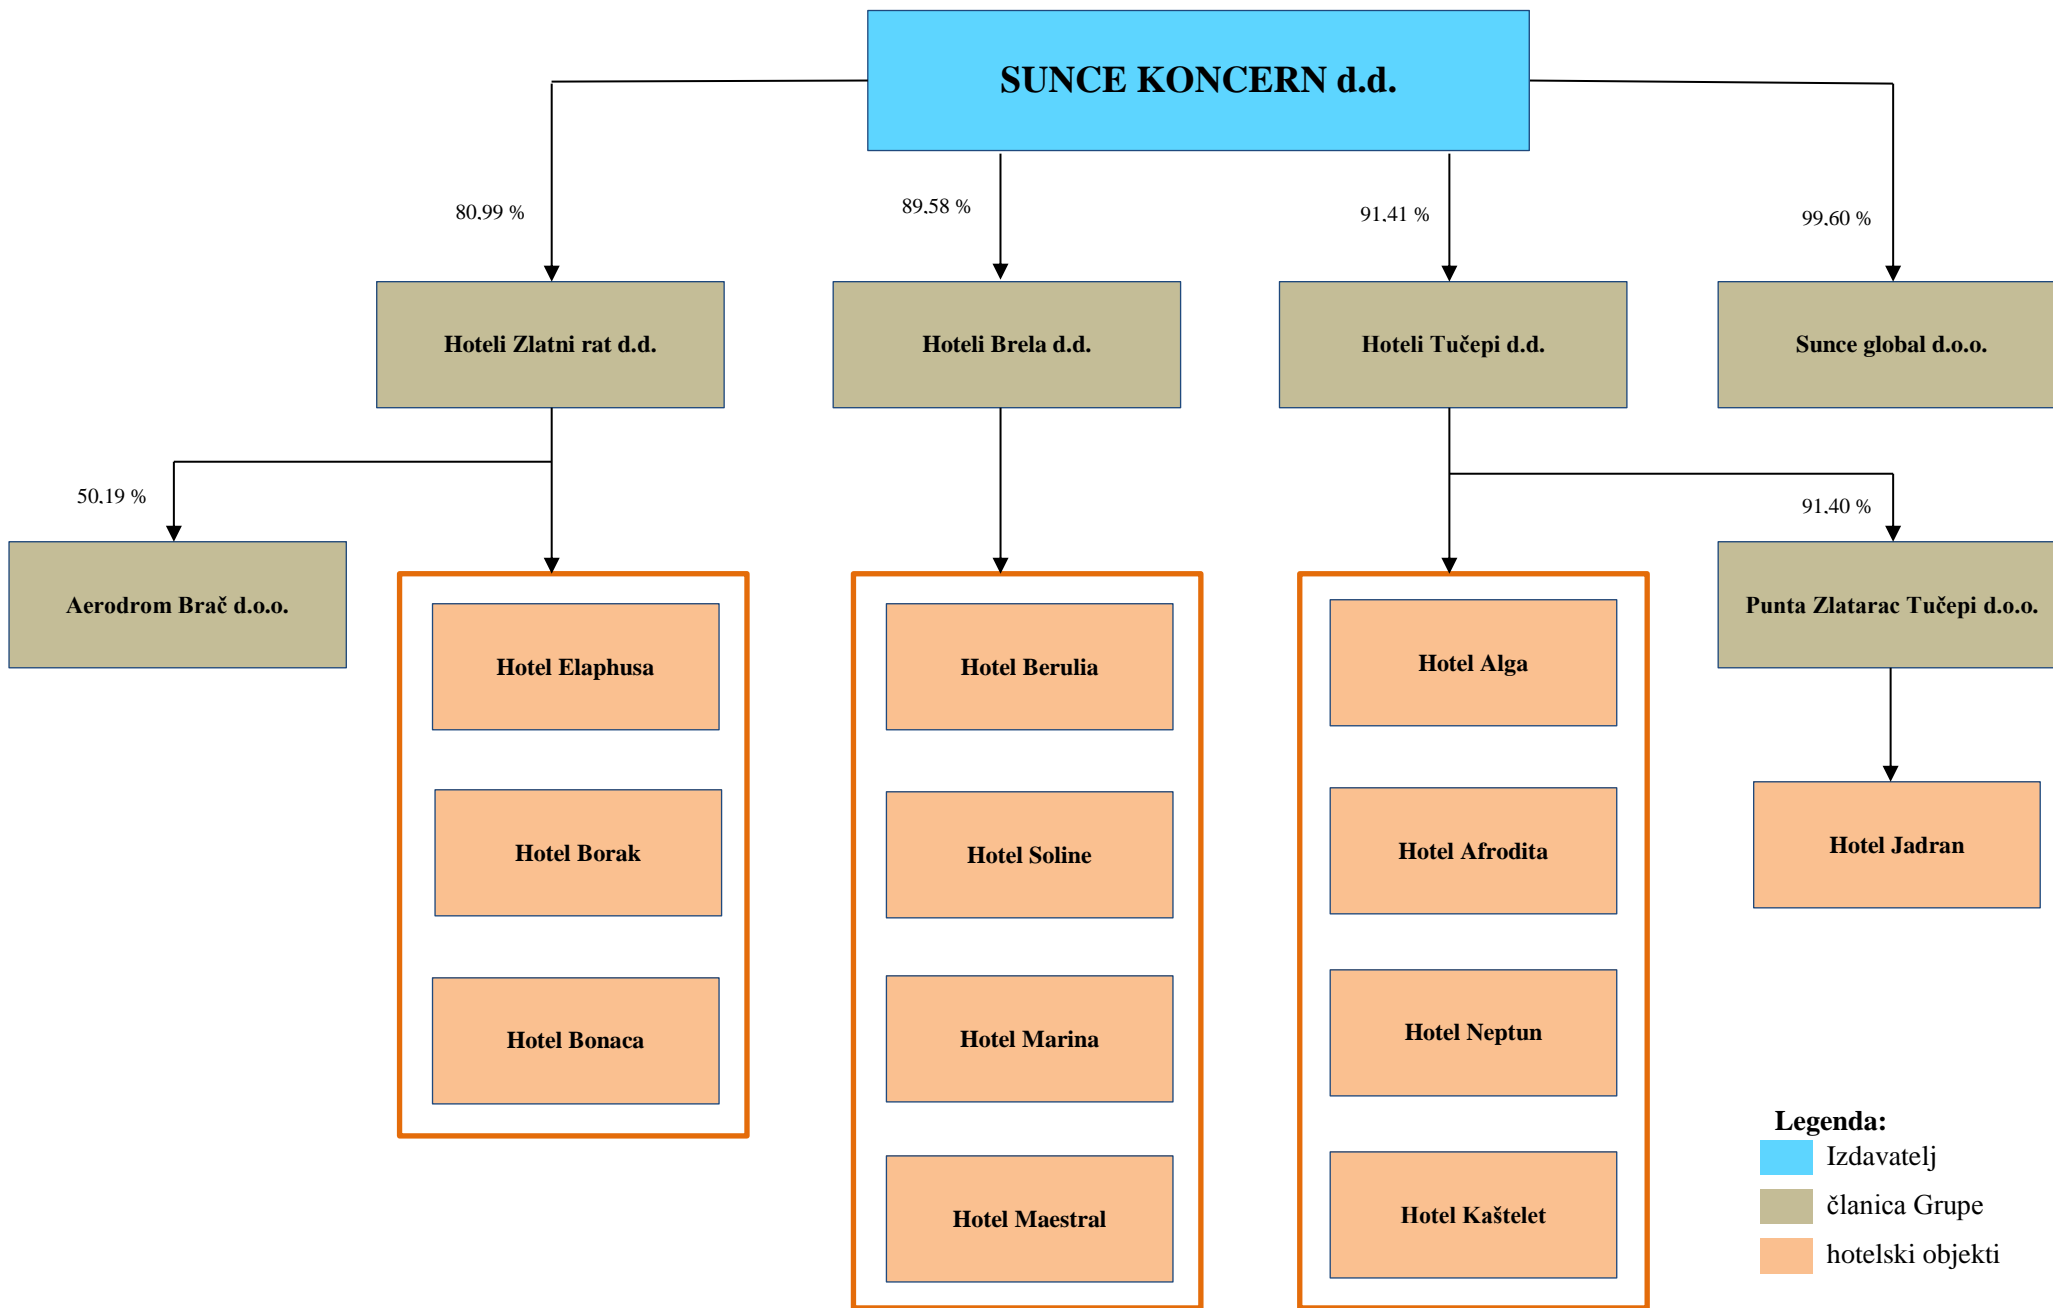 SUNCE KONCERN d.d.
80,99 %
89,58 %
91,41 %
99,60 %
Hoteli Zlatni rat d.d.
Hoteli Brela d.d.
Hoteli Tučepi d.d.
Sunce global d.o.o.
50,19 %
91,40 %
Aerodrom Brač d.o.o.
Punta Zlatarac Tučepi d.o.o.
Hotel Elaphusa
Hotel Berulia
Hotel Alga
Hotel Borak
Hotel Soline
Hotel Afrodita
Hotel Jadran
Hotel Bonaca
Hotel Marina
Hotel Neptun
Hotel Maestral
Hotel Kaštelet
Legenda:
Izdavatelj
članica Grupe
hotelski objekti